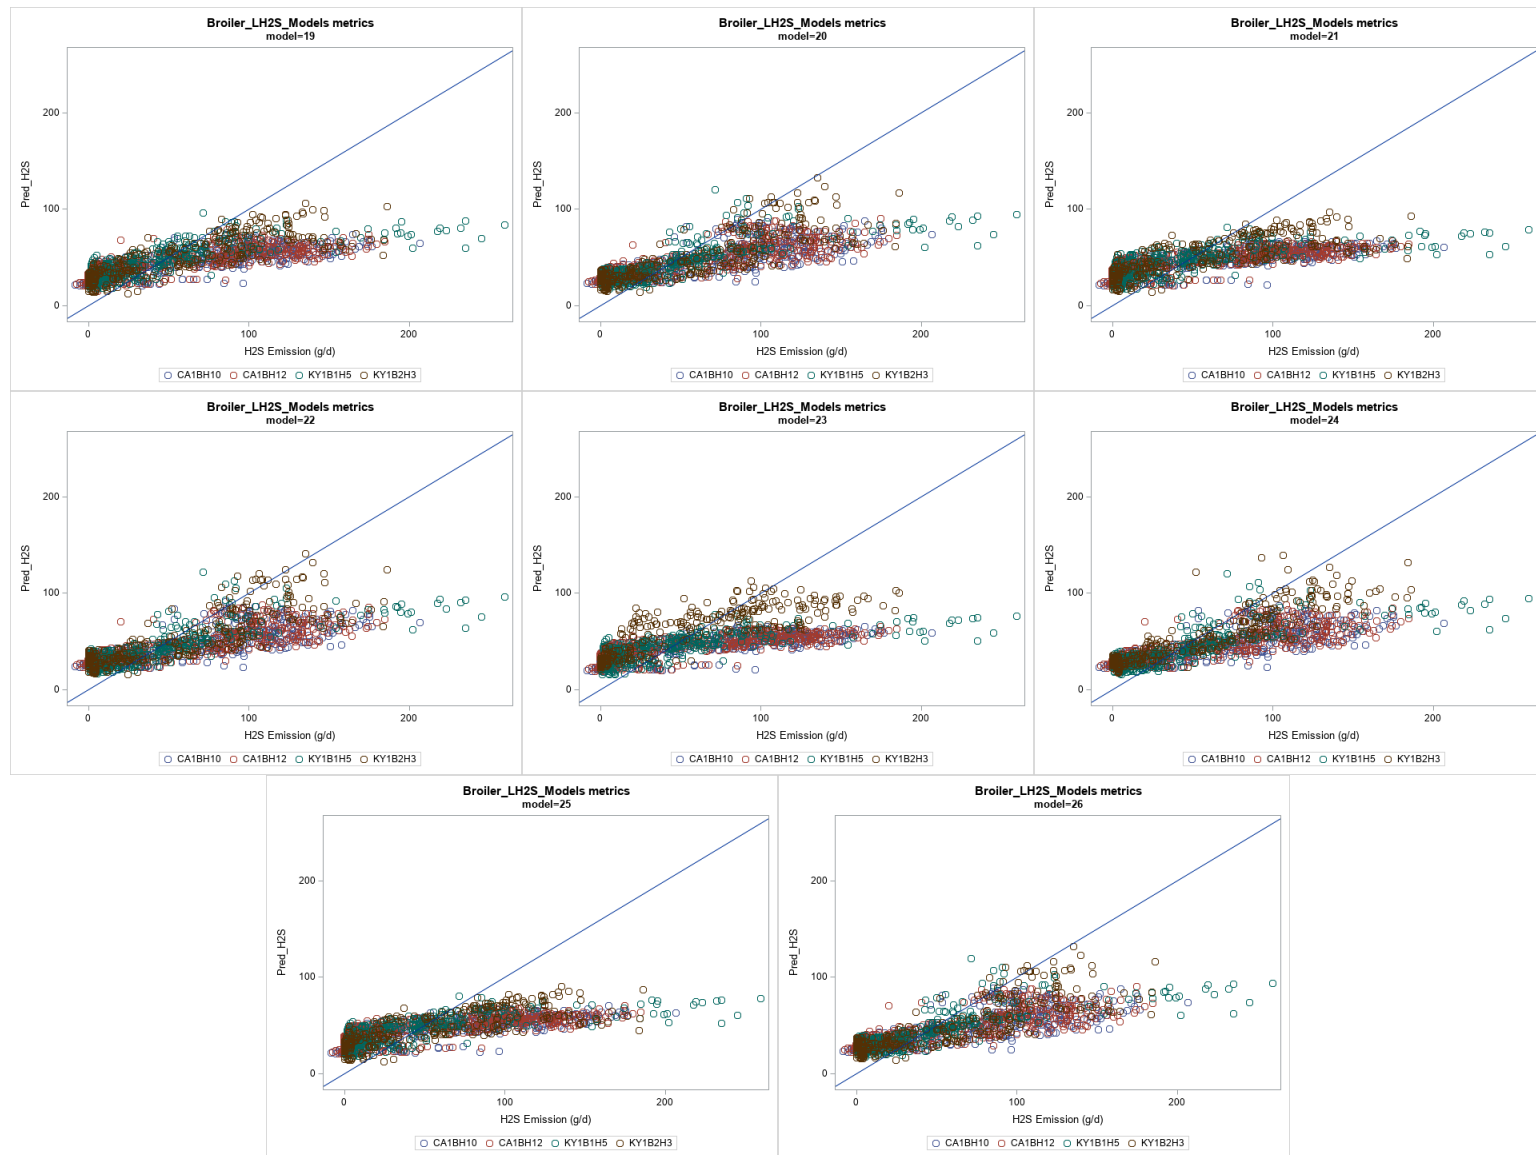 Broiler_LH2S_Models metrics
model=19
200
100
0
Pred_H2S
0 100 200
H2S Emission (g/d)
CA1BH10 CA1BH12 KY1B1H5 KY1B2H3
Broiler_LH2S_Models metrics
model=20
200
100
0
Pred_H2S
0 100 200
H2S Emission (g/d)
CA1BH10 CA1BH12 KY1B1H5 KY1B2H3
Broiler_LH2S_Models metrics
model=21
200
100
0
Pred_H2S
0 100 200
H2S Emission (g/d)
CA1BH10 CA1BH12 KY1B1H5 KY1B2H3
Broiler_LH2S_Models metrics
model=22
200
100
0
Pred_H2S
0 100 200
H2S Emission (g/d)
CA1BH10 CA1BH12 KY1B1H5 KY1B2H3
Broiler_LH2S_Models metrics
model=23
200
100
0
Pred_H2S
0 100 200
H2S Emission (g/d)
CA1BH10 CA1BH12 KY1B1H5 KY1B2H3
Broiler_LH2S_Models metrics
model=24
200
100
0
Pred_H2S
0 100 200
H2S Emission (g/d)
CA1BH10 CA1BH12 KY1B1H5 KY1B2H3
Broiler_LH2S_Models metrics
model=25
200
100
0
Pred_H2S
0 100 200
H2S Emission (g/d)
CA1BH10 CA1BH12 KY1B1H5 KY1B2H3
Broiler_LH2S_Models metrics
model=26
200
100
0
Pred_H2S
0 100 200
H2S Emission (g/d)
CA1BH10 CA1BH12 KY1B1H5 KY1B2H3